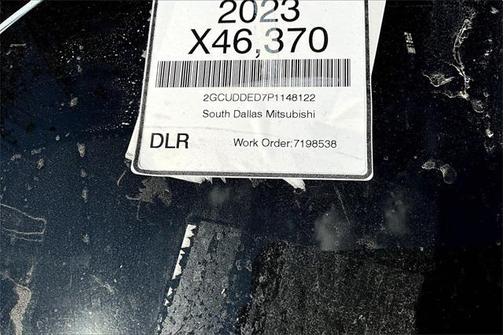 2023
X46,370
2GCUDDED7P1148122
South Dallas Mitsubishi
DLR
Work Order:7198538